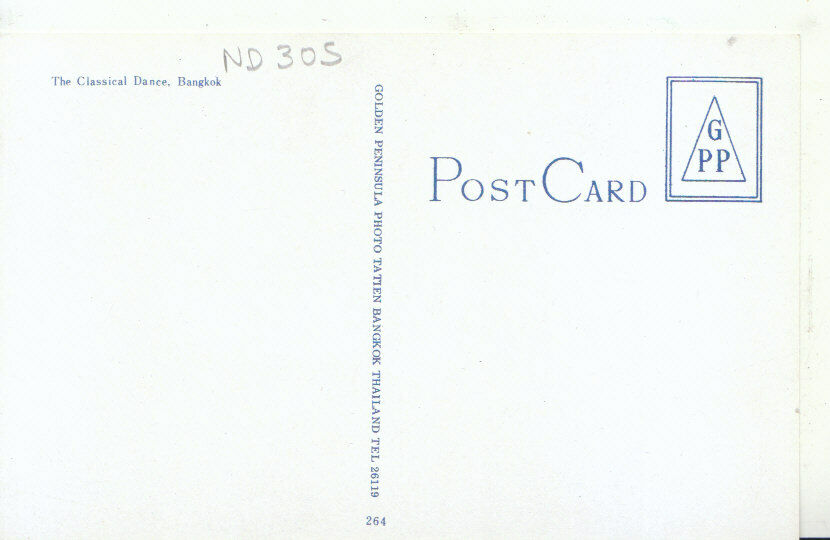 ND 305
The Classical Dance, Bangkok
GOLDEN PENINSULA PHOTO TATIEN BANGKOK THAILAND TEL 26119
264
POST CARD
G
PP